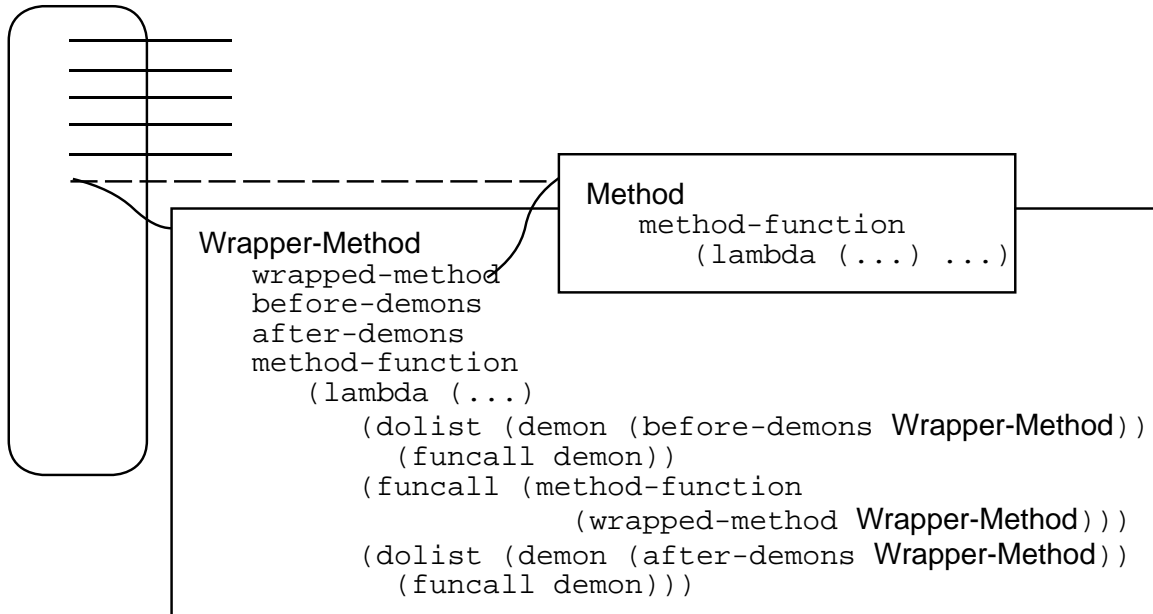 Method
method-function
(lambda (...) ...)
Wrapper-Method
wrapped-method
before-demons
after-demons
method-function
(lambda (...)
(dolist (demon (before-demons Wrapper-Method))
(funcall demon))
(funcall (method-function
(wrapped-method Wrapper-Method)))
(dolist (demon (after-demons Wrapper-Method))
(funcall demon)))